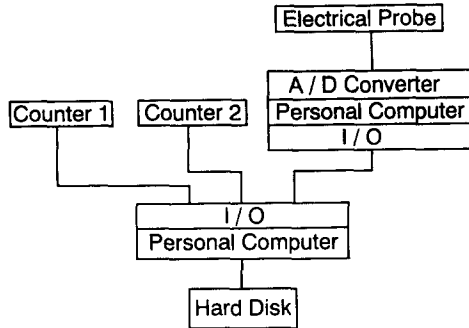 Electrical Probe
A / D Converter
Personal Computer
I / O
Counter 1
Counter 2
I / O
Personal Computer
Hard Disk